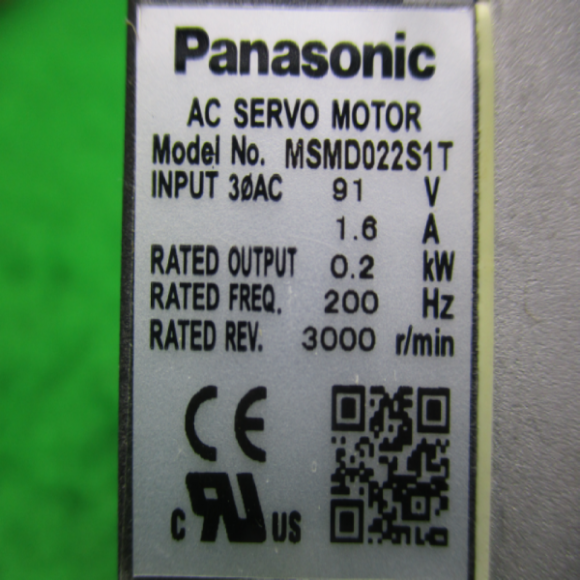 Panasonic
AC SERVO MOTOR
Model No. MSMD022S1T
INPUT 3ØAC 91 V
1.6 A
RATED OUTPUT 0.2 kW
RATED FREQ. 200 Hz
RATED REV. 3000 r/min
CE
C RU US